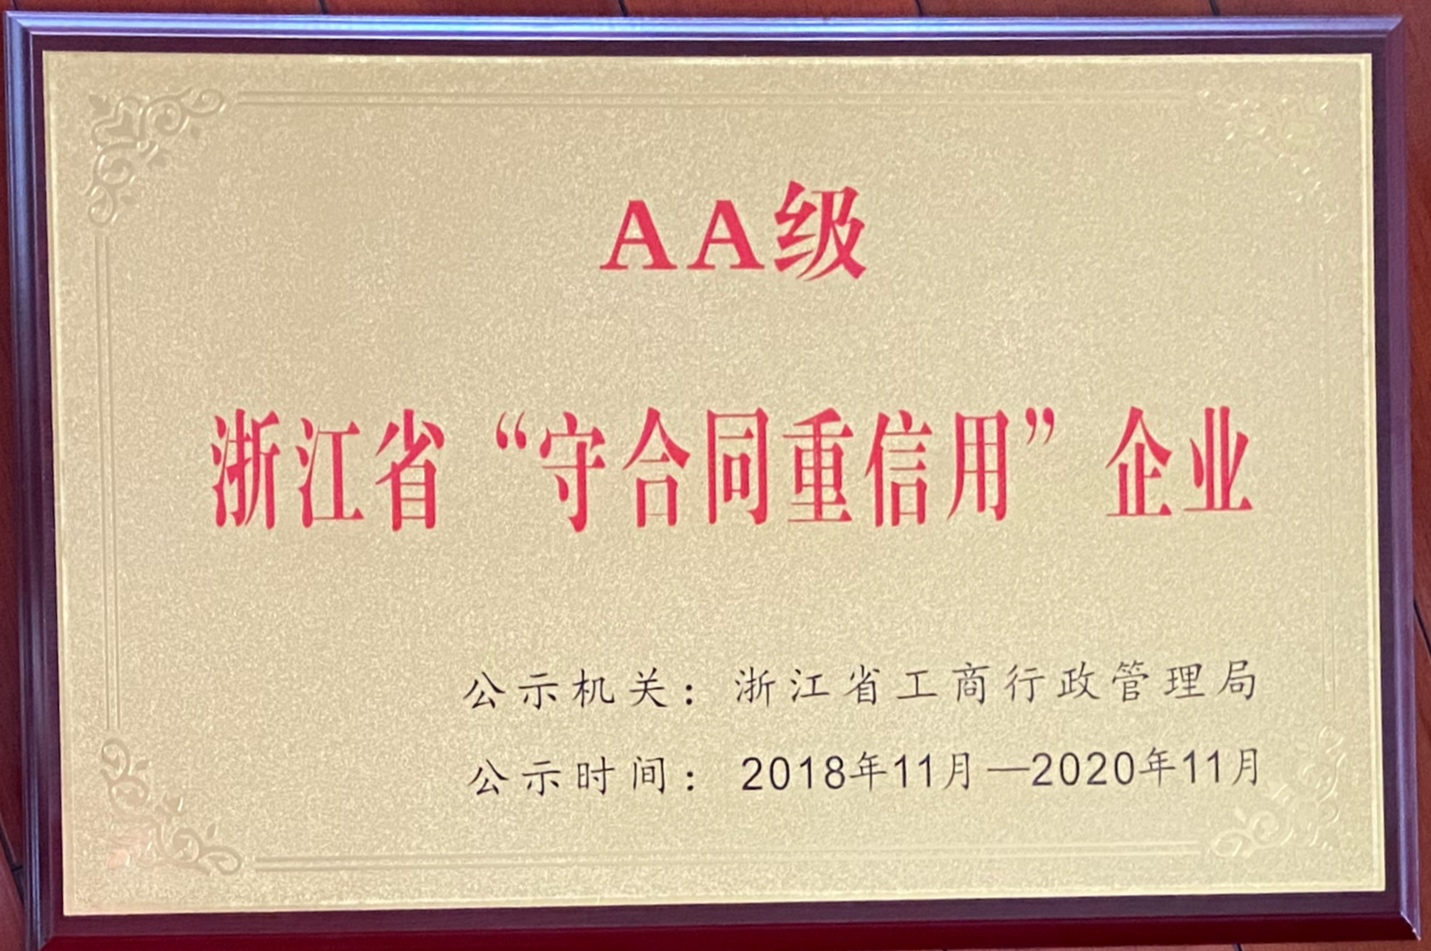 AA级
浙江省“守合同重信用”企业
公示机关：浙江省工商行政管理局
公示时间：2018年11月—2020年11月